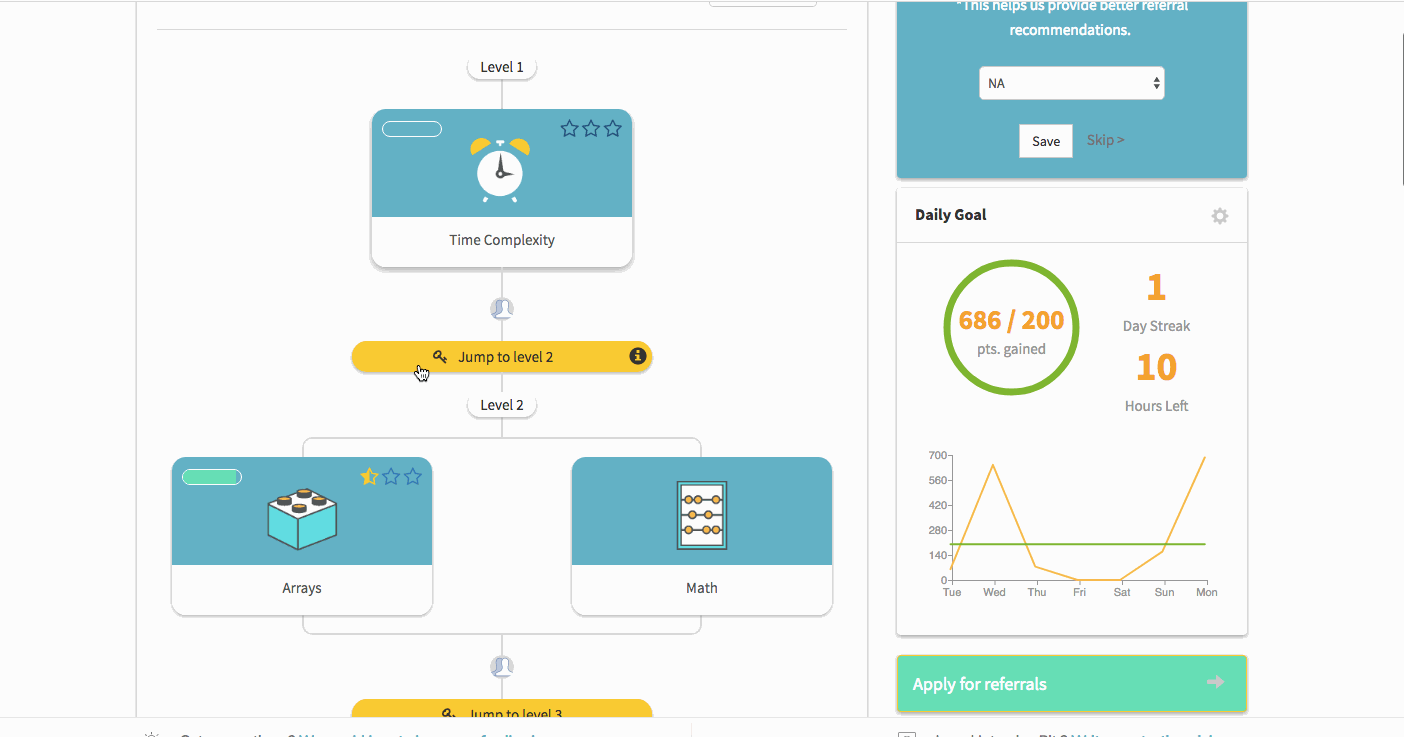 Level 1
Time Complexity
Jump to level 2
Level 2
Arrays
Math
Jump to level 3
*This helps us provide better referral
recommendations.
NA
Save
Skip >
Daily Goal
686 / 200
pts. gained
1
Day Streak
10
Hours Left
700
560
420
280
140
0
Tue Wed Thu Fri Sat Sun Mon
Apply for referrals